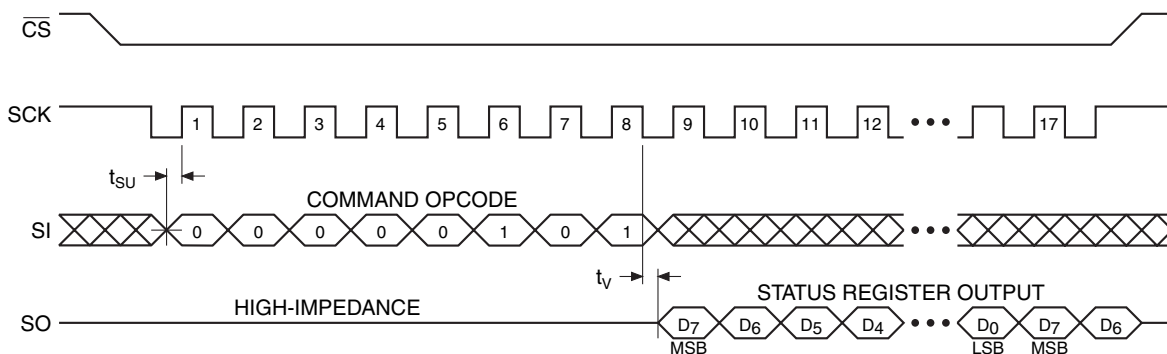 CS
SCK 1 2 3 4 5 6 7 8 9 10 11 12 17
tSU
COMMAND OPCODE
SI 0 0 0 0 0 1 0 1
tV
HIGH-IMPEDANCE STATUS REGISTER OUTPUT
SO D7 D6 D5 D4 D0 D7 D6
MSB LSB MSB